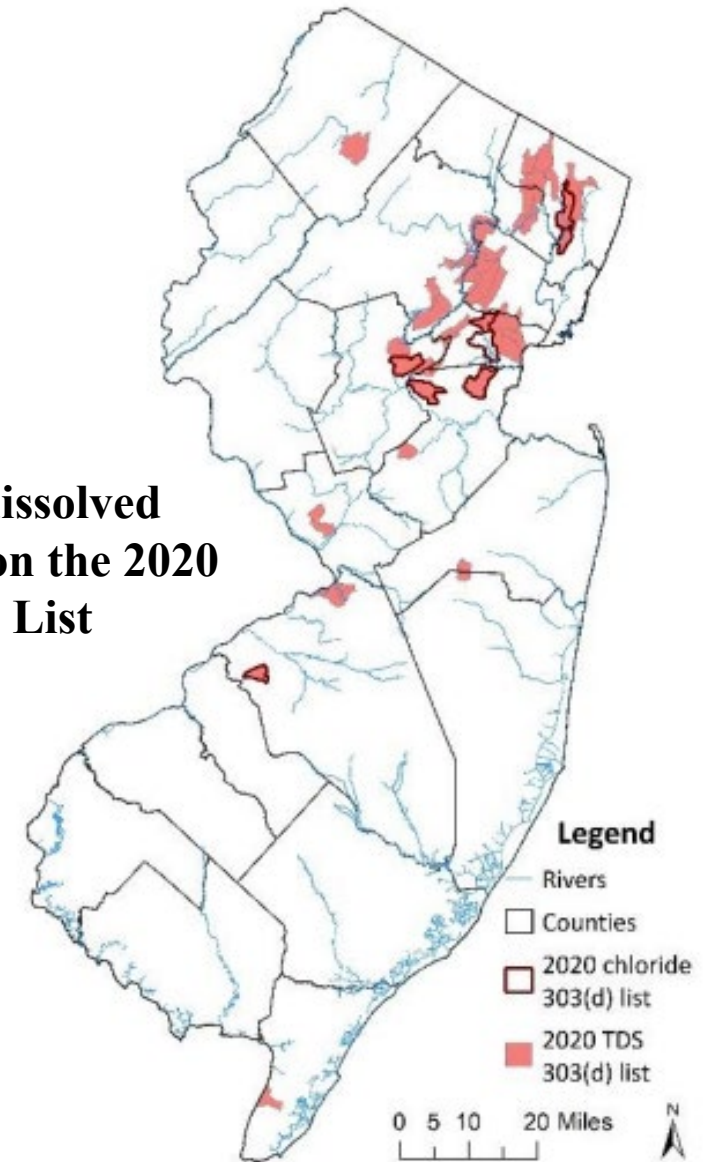 issolved
on the 2020
List
Legend
Rivers
Counties
2020 chloride
303(d) list
2020 TDS
303(d) list
0 5 10 20 Miles
N